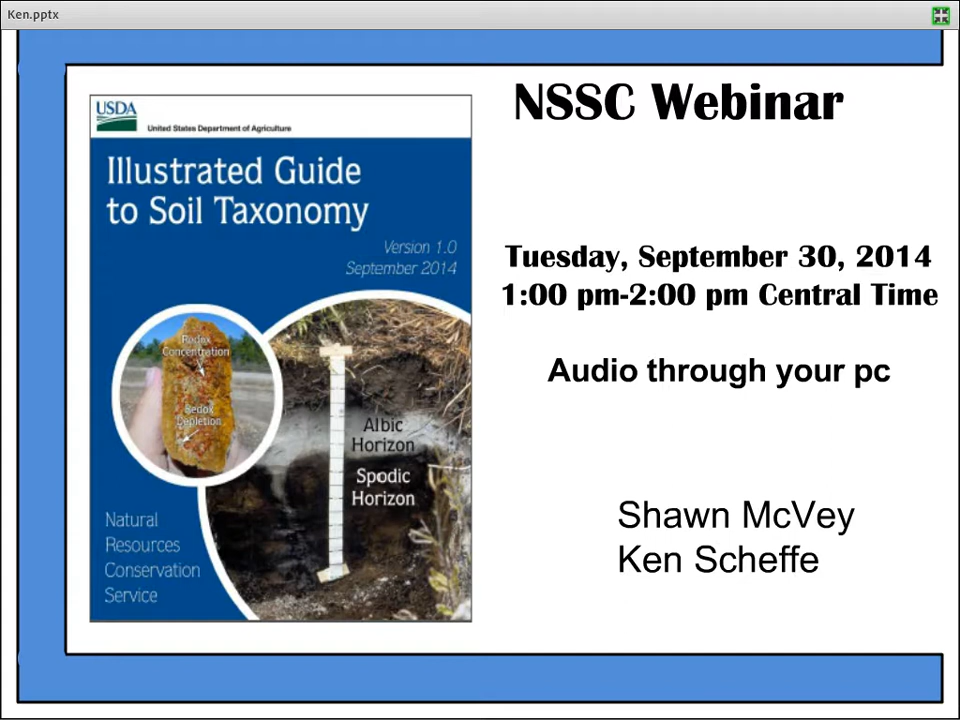 Ken.pptx
NSSC Webinar
USDA
United States Department of Agriculture
Illustrated Guide
to Soil Taxonomy
Version 1.0
September 2014
Redox
Concentration
Redox
Depletion
Albic
Horizon
Spodic
Horizon
Natural
Resources
Conservation
Service
Tuesday, September 30, 2014
1:00 pm-2:00 pm Central Time
Audio through your pc
Shawn McVey
Ken Scheffe